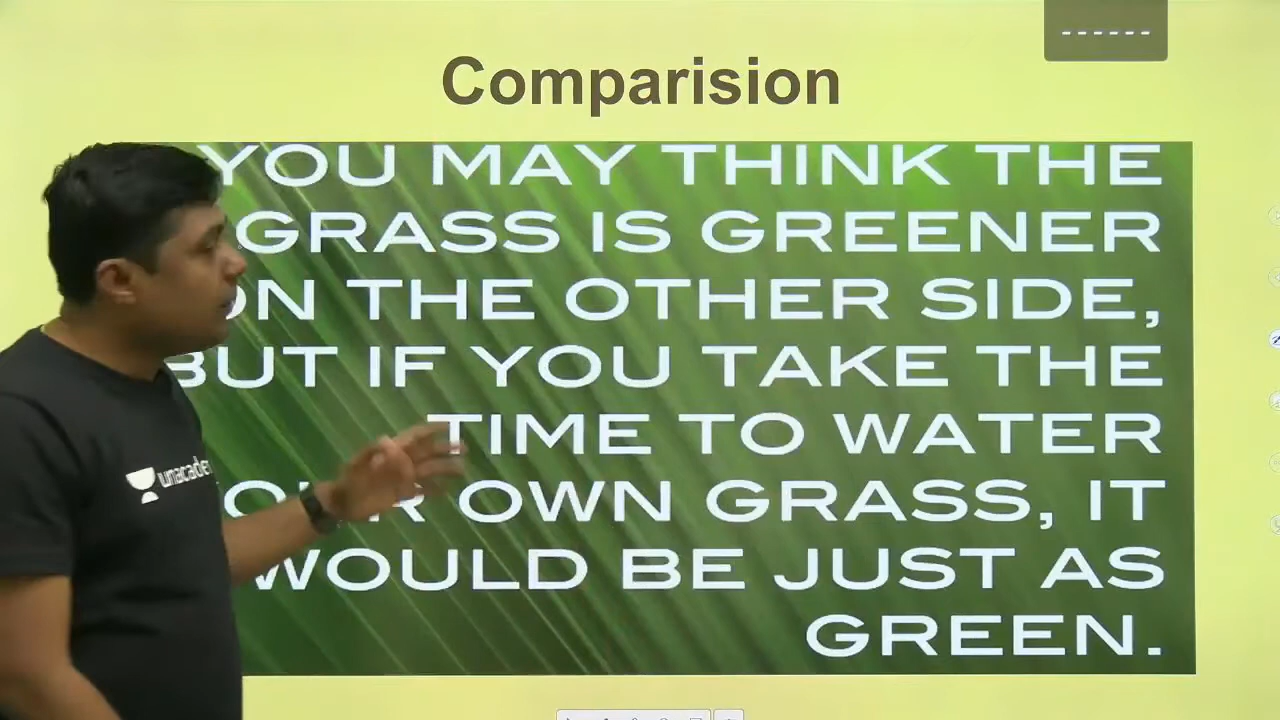 Comparision
YOU MAY THINK THE
GRASS IS GREENER
ON THE OTHER SIDE,
BUT IF YOU TAKE THE
TIME TO WATER
OWN GRASS, IT
WOULD BE JUST AS
GREEN.
unacademy